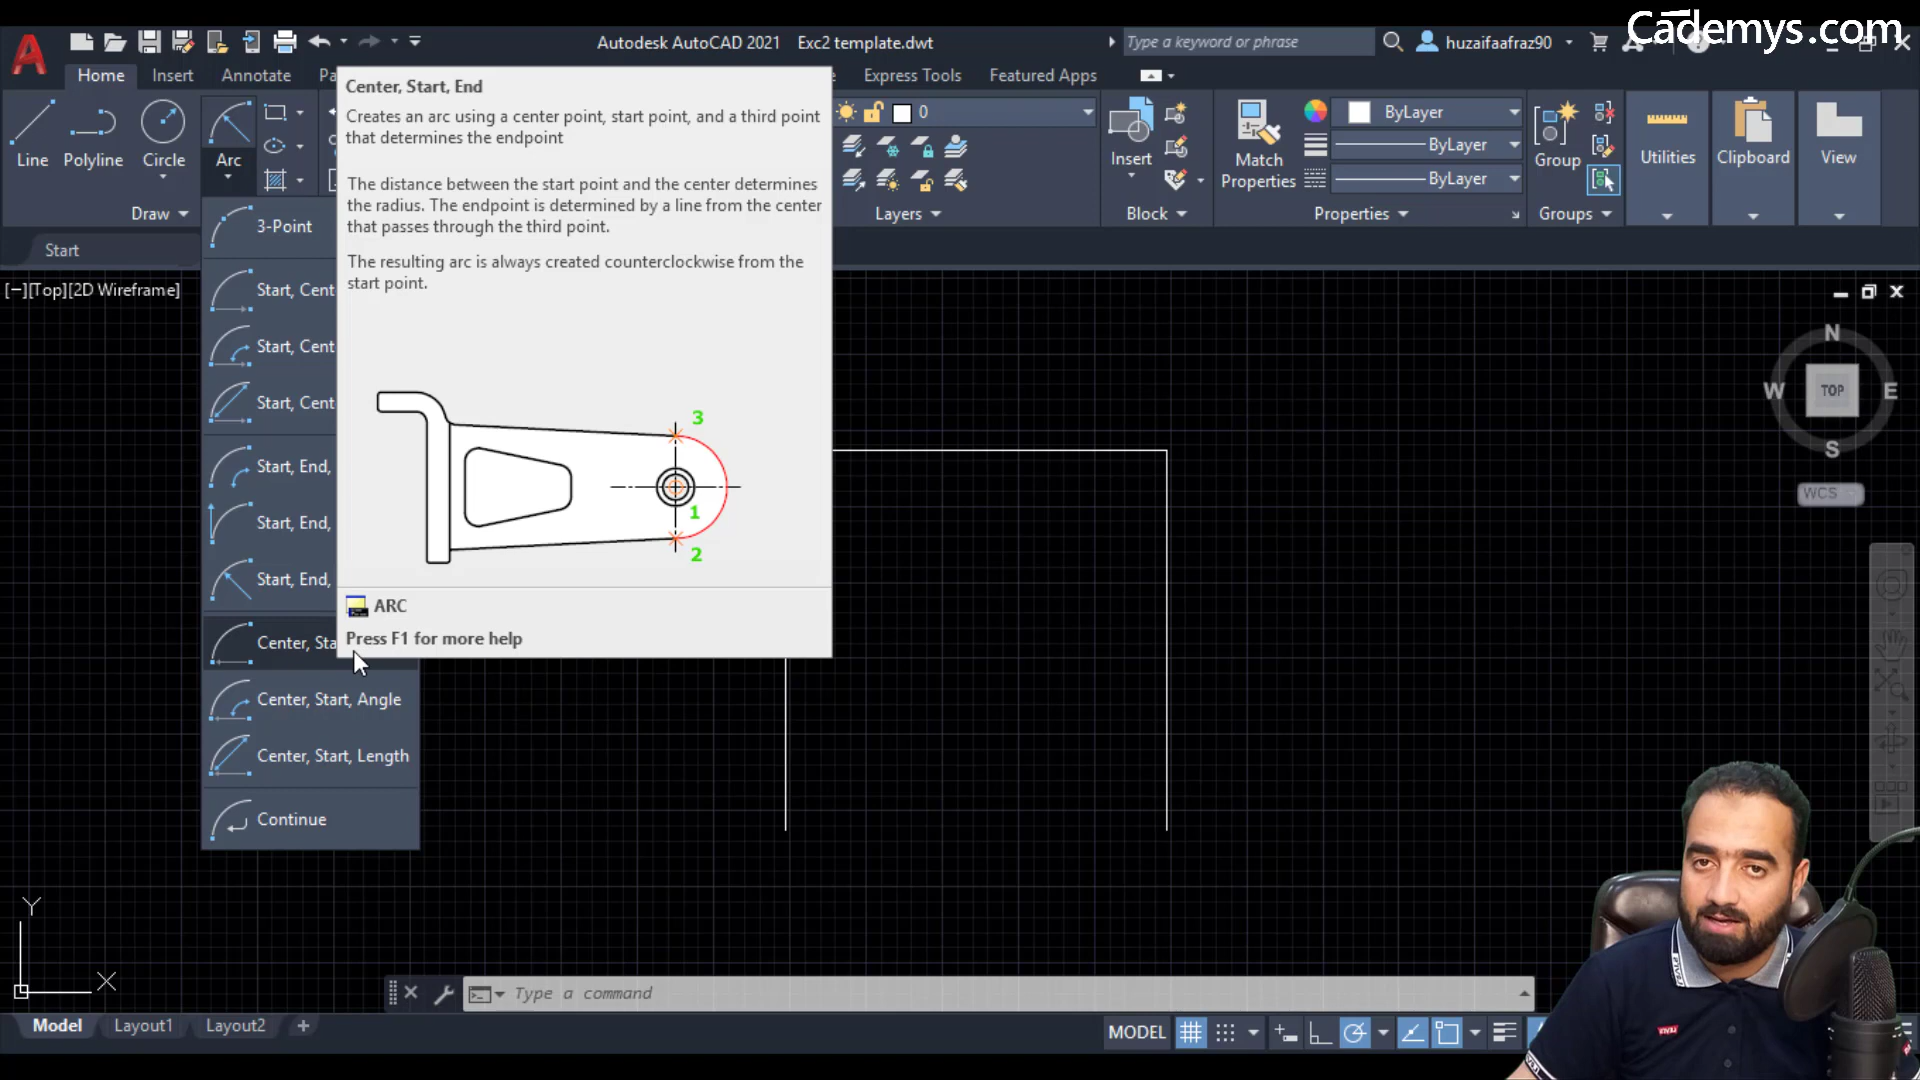 Cademys.com
Autodesk AutoCAD 2021 Exc2 template.dwt
Type a keyword or phrase
huzaifaafraz90
Home
Insert
Annotate
Pa
Express Tools
Featured Apps
Line
Polyline
Circle
Arc
Draw
0
Layers
Insert
Block
Match
Properties
ByLayer
ByLayer
ByLayer
Properties
Group
Groups
Utilities
Clipboard
View
Start
[−][Top][2D Wireframe]
3-Point
Start, Cent
Start, Cent
Start, Cent
Start, End,
Start, End,
Start, End,
Center, Sta
Center, Start, Angle
Center, Start, Length
Continue
Center, Start, End
Creates an arc using a center point, start point, and a third point
that determines the endpoint
The distance between the start point and the center determines
the radius. The endpoint is determined by a line from the center
that passes through the third point.
The resulting arc is always created counterclockwise from the
start point.
3
1
2
ARC
Press F1 for more help
N
W
TOP
E
S
WCS
Y
X
Type a command
Model
Layout1
Layout2
MODEL